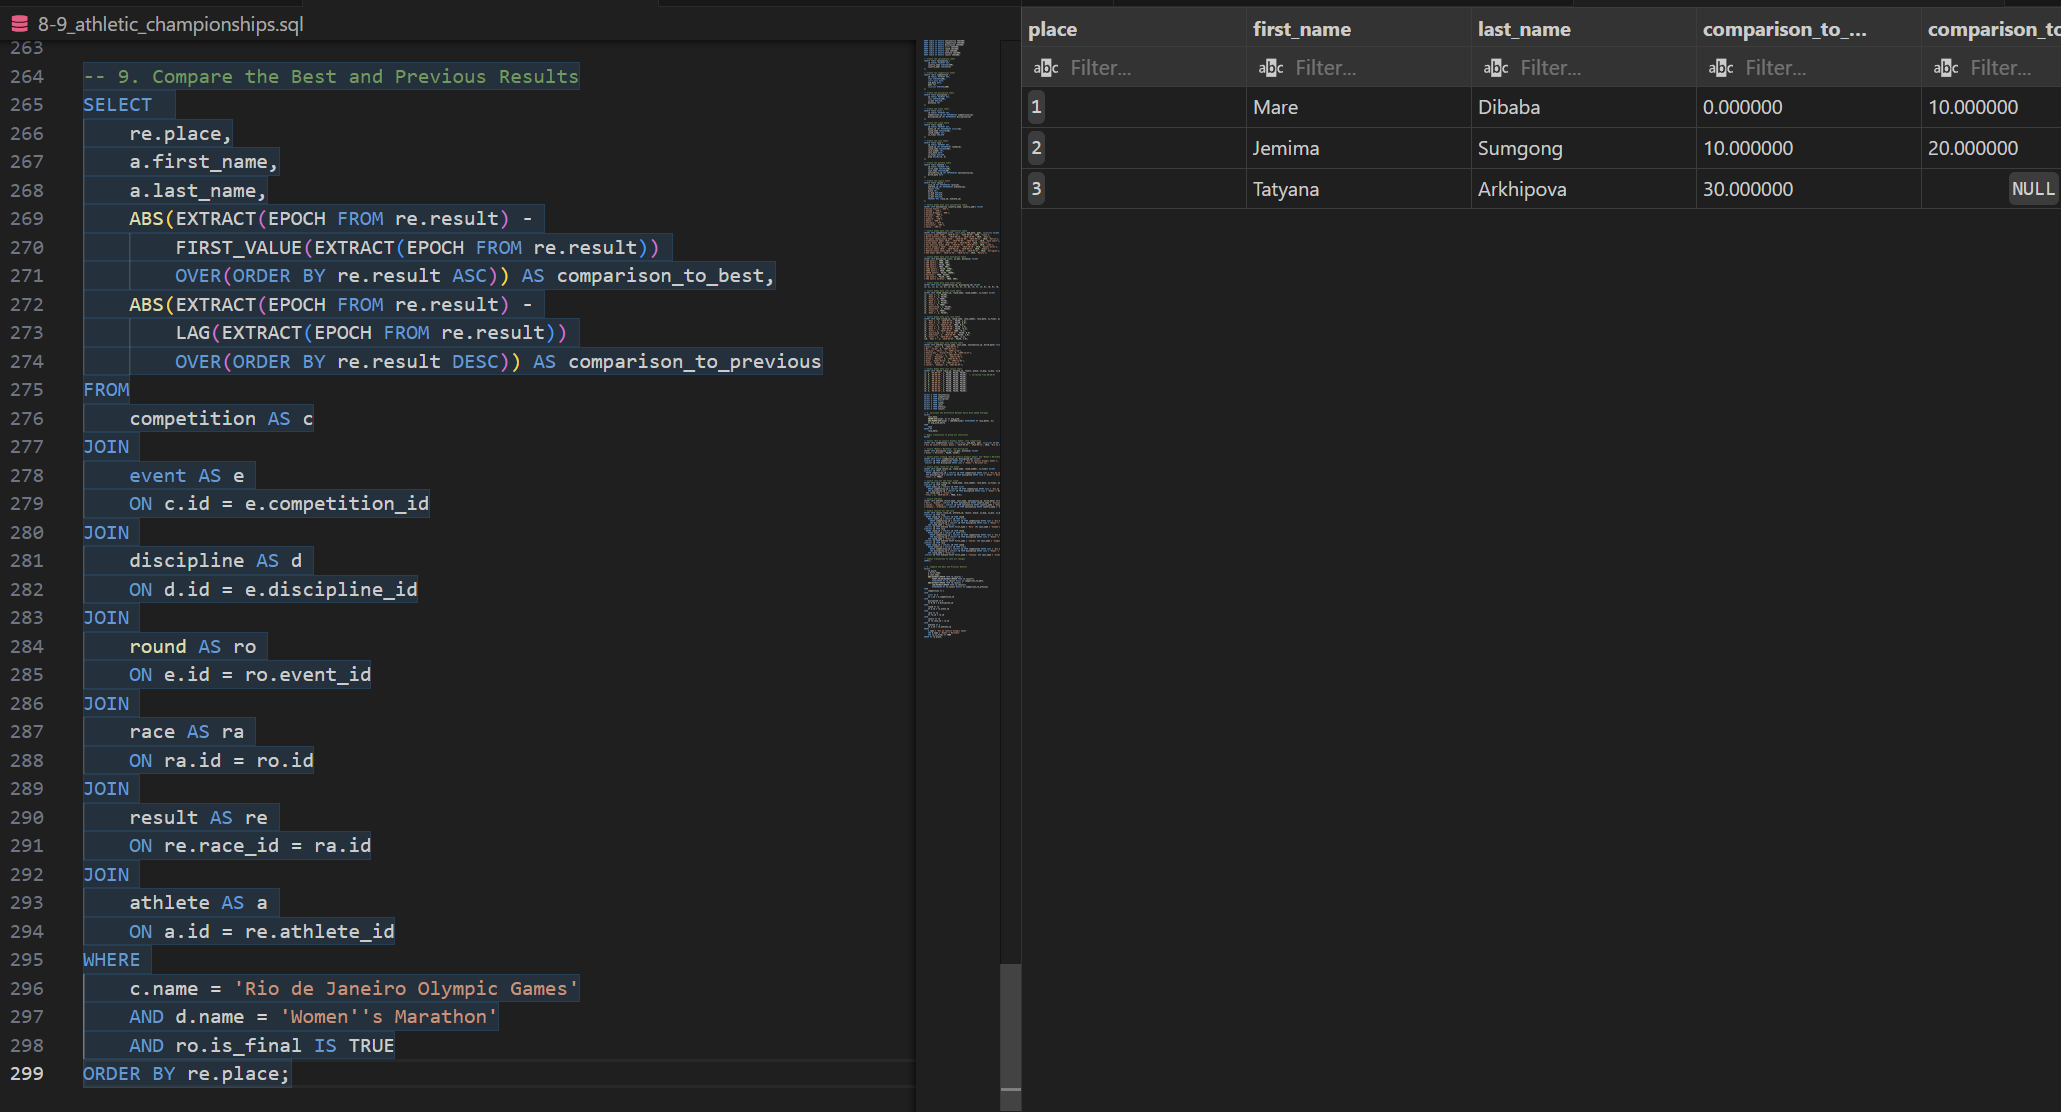 8-9_athletic_championships.sql
263
264 -- 9. Compare the Best and Previous Results
265 SELECT
266 re.place,
267 a.first_name,
268 a.last_name,
269 ABS(EXTRACT(EPOCH FROM re.result) -
270 FIRST_VALUE(EXTRACT(EPOCH FROM re.result))
271 OVER(ORDER BY re.result ASC)) AS comparison_to_best,
272 ABS(EXTRACT(EPOCH FROM re.result) -
273 LAG(EXTRACT(EPOCH FROM re.result))
274 OVER(ORDER BY re.result DESC)) AS comparison_to_previous
275 FROM
276 competition AS c
277 JOIN
278 event AS e
279 ON c.id = e.competition_id
280 JOIN
281 discipline AS d
282 ON d.id = e.discipline_id
283 JOIN
284 round AS ro
285 ON e.id = ro.event_id
286 JOIN
287 race AS ra
288 ON ra.id = ro.id
289 JOIN
290 result AS re
291 ON re.race_id = ra.id
292 JOIN
293 athlete AS a
294 ON a.id = re.athlete_id
295 WHERE
296 c.name = 'Rio de Janeiro Olympic Games'
297 AND d.name = 'Women''s Marathon'
298 AND ro.is_final IS TRUE
299 ORDER BY re.place;
place first_name last_name comparison_to_... comparison_to
abc Filter... abc Filter... abc Filter... abc Filter... abc Filter...
1 Mare Dibaba 0.000000 10.000000
2 Jemima Sumgong 10.000000 20.000000
3 Tatyana Arkhipova 30.000000 NULL